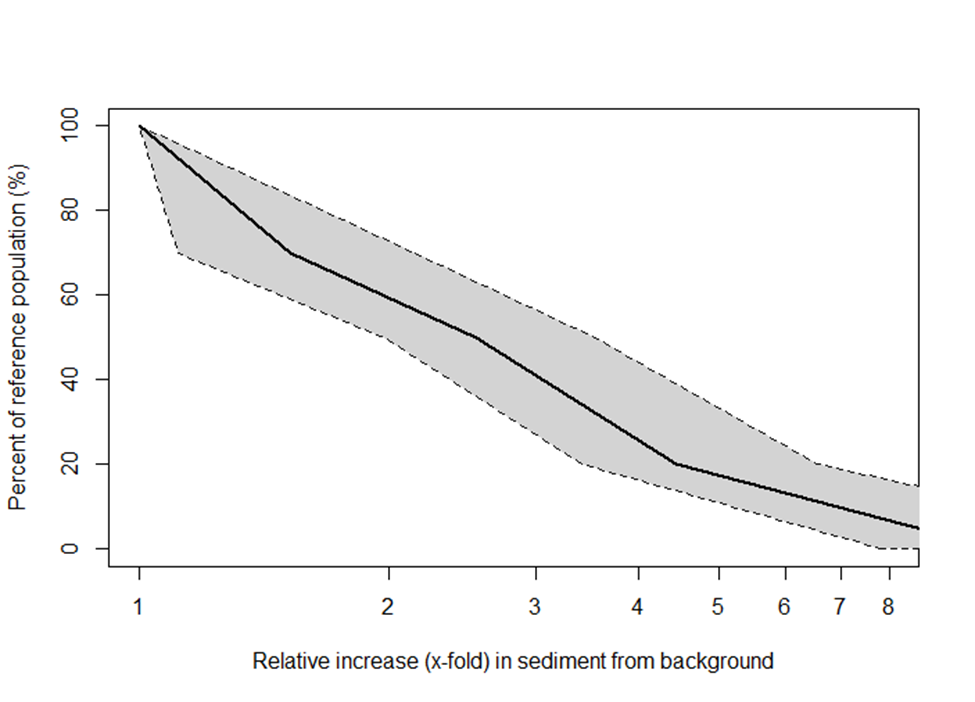 Percent of reference population (%)
100
80
60
40
20
0
1 2 3 4 5 6 7 8
Relative increase (x-fold) in sediment from background